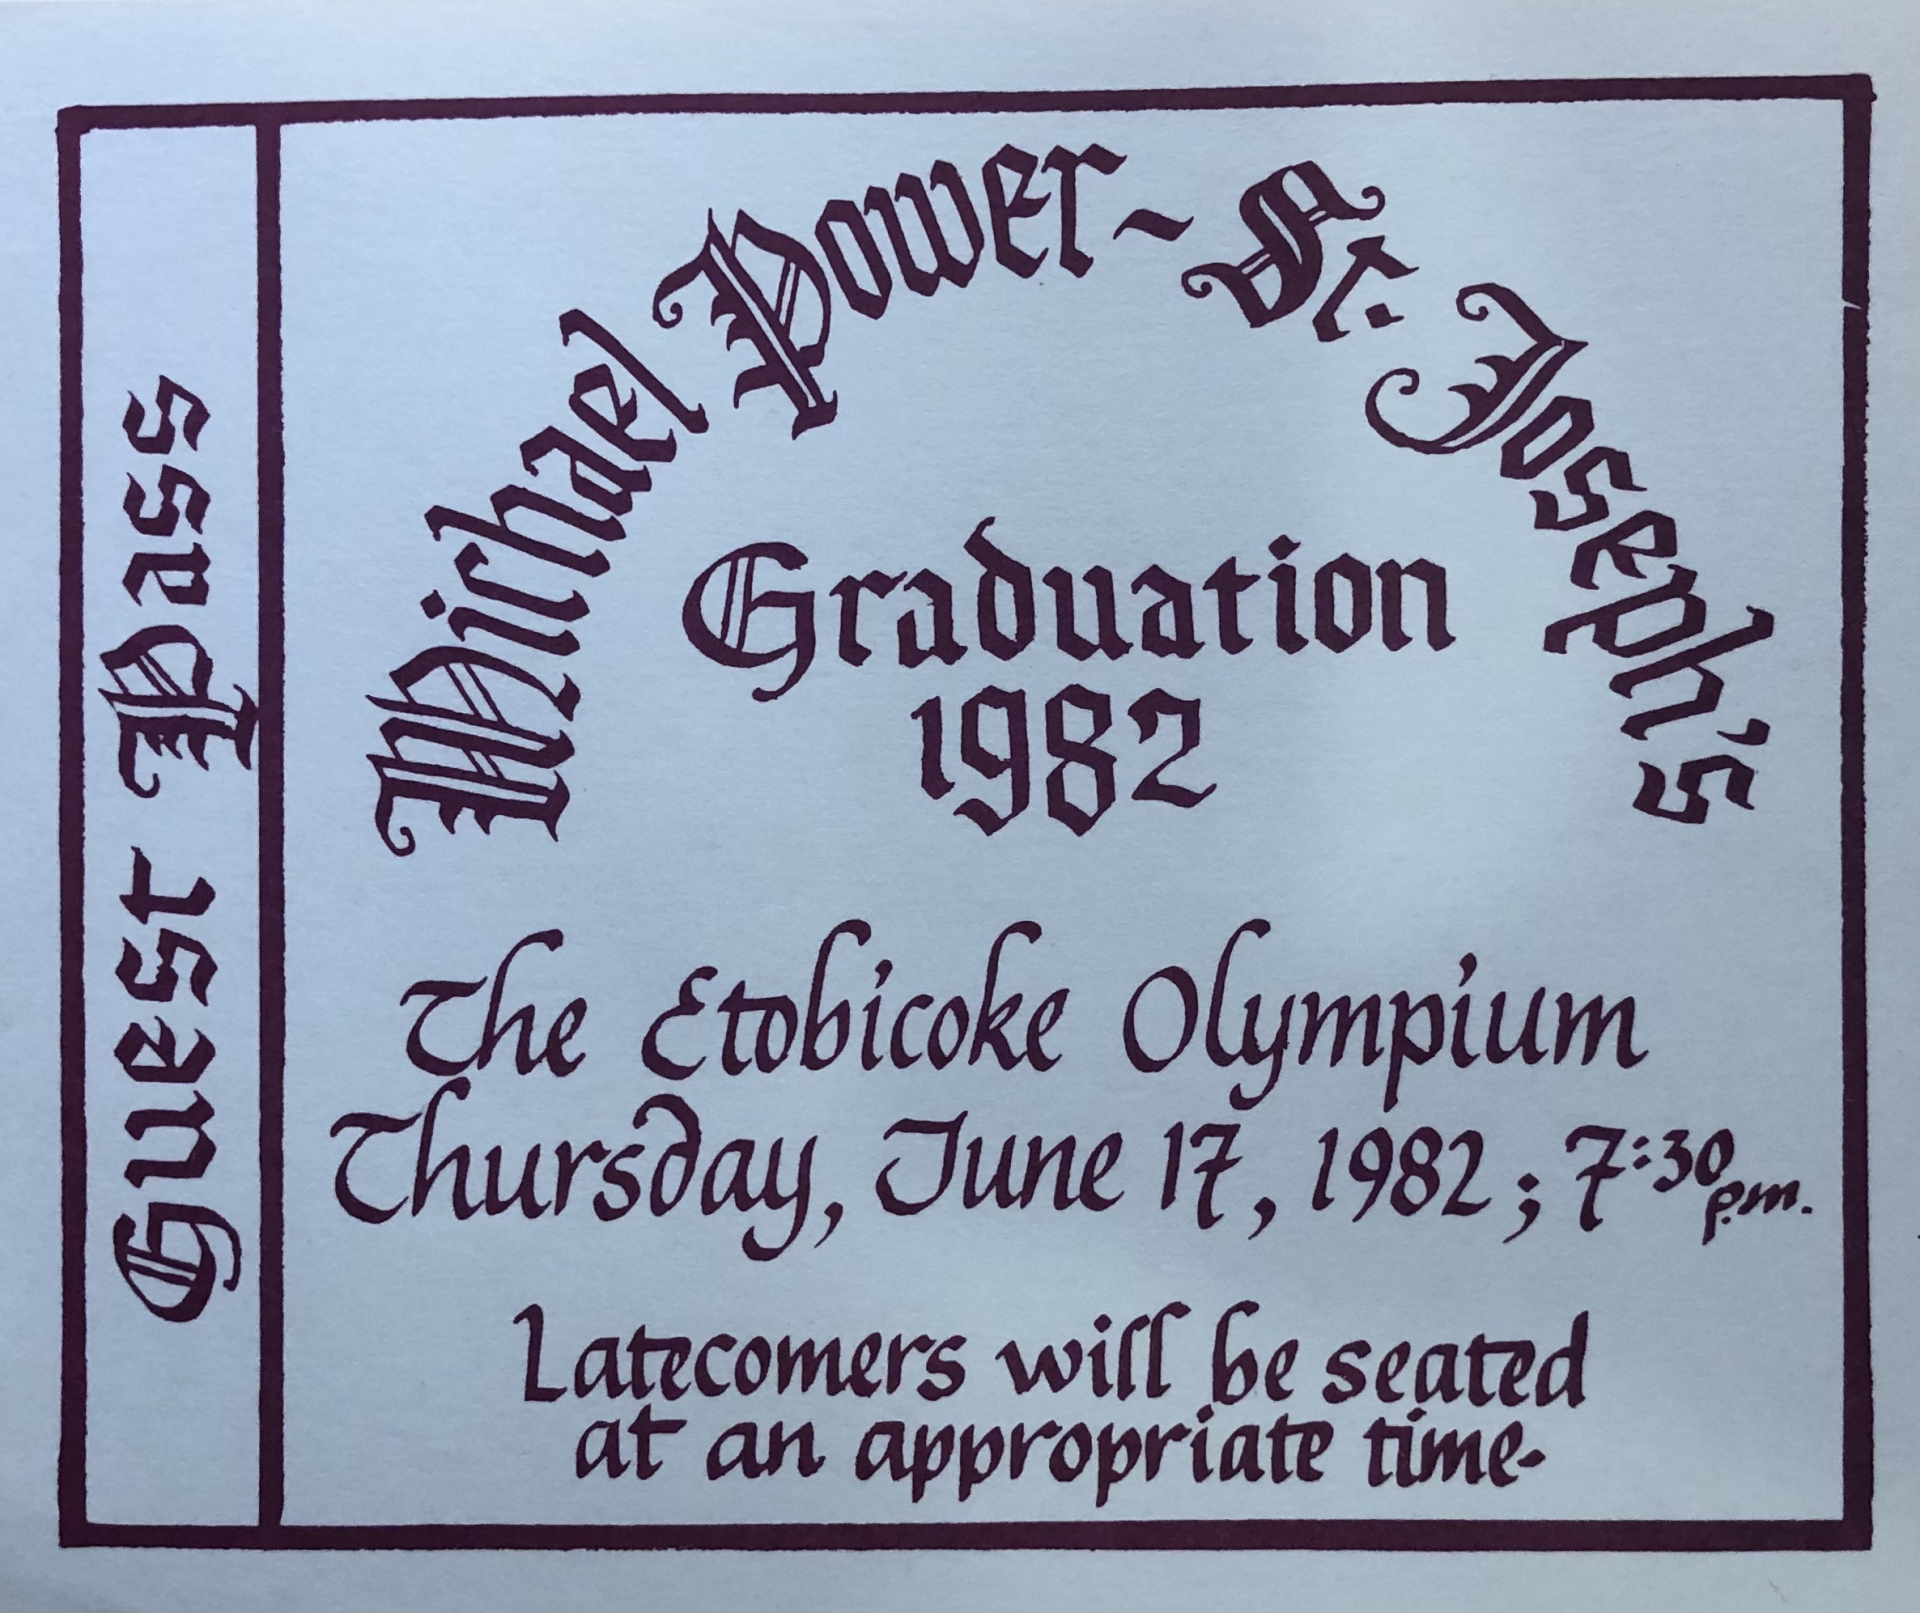 Guest Pass
Michael Power~St. Joseph's
Graduation
1982
The Etobicoke Olympium
Thursday, June 17, 1982; 7:30 p.m.
Latecomers will be seated
at an appropriate time.